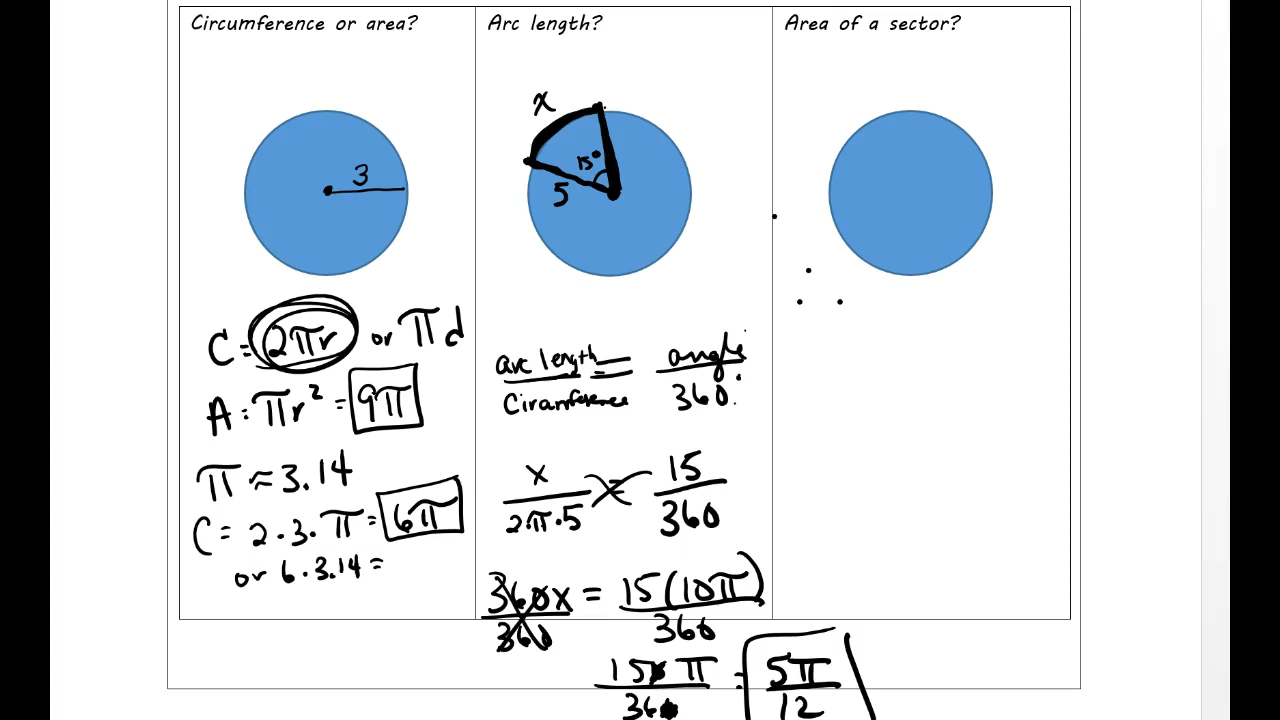 Circumference or area?
3
C = 2πr or πd
A = πr² = 9π
π ≈ 3.14
C = 2 · 3 · π = 6π
or 6 · 3.14 =
Arc length?
x
15°
5
arc length = angle
Circumference 360
x = 15
2·π·5 360
360x = 15(10π)
360 360
150π = 5π
360 12
Area of a sector?